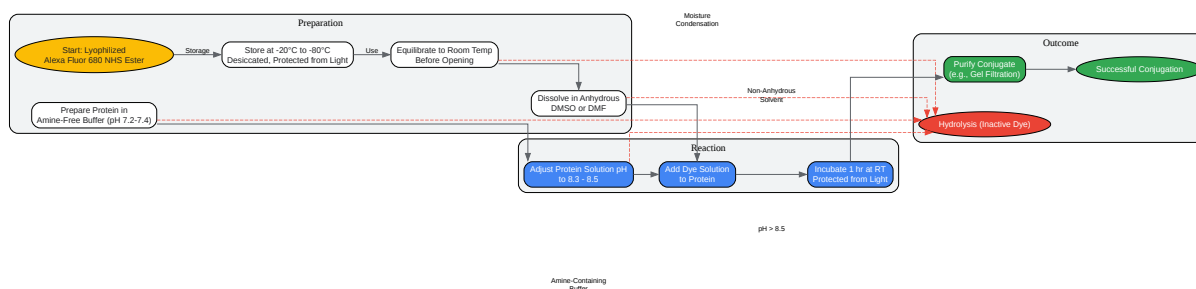 Moisture
Condensation
Preparation
Start: Lyophilized
Alexa Fluor 680 NHS Ester
Storage
Store at -20°C to -80°C
Desiccated, Protected from Light
Use
Equilibrate to Room Temp
Before Opening
Dissolve in Anhydrous
DMSO or DMF
Prepare Protein in
Amine-Free Buffer (pH 7.2-7.4)
Non-Anhydrous
Solvent
Outcome
Purify Conjugate
(e.g., Gel Filtration)
Successful Conjugation
Hydrolysis (Inactive Dye)
Reaction
Adjust Protein Solution pH
to 8.3 - 8.5
Add Dye Solution
to Protein
Incubate 1 hr at RT
Protected from Light
pH > 8.5
Amine-Containing
Buffer